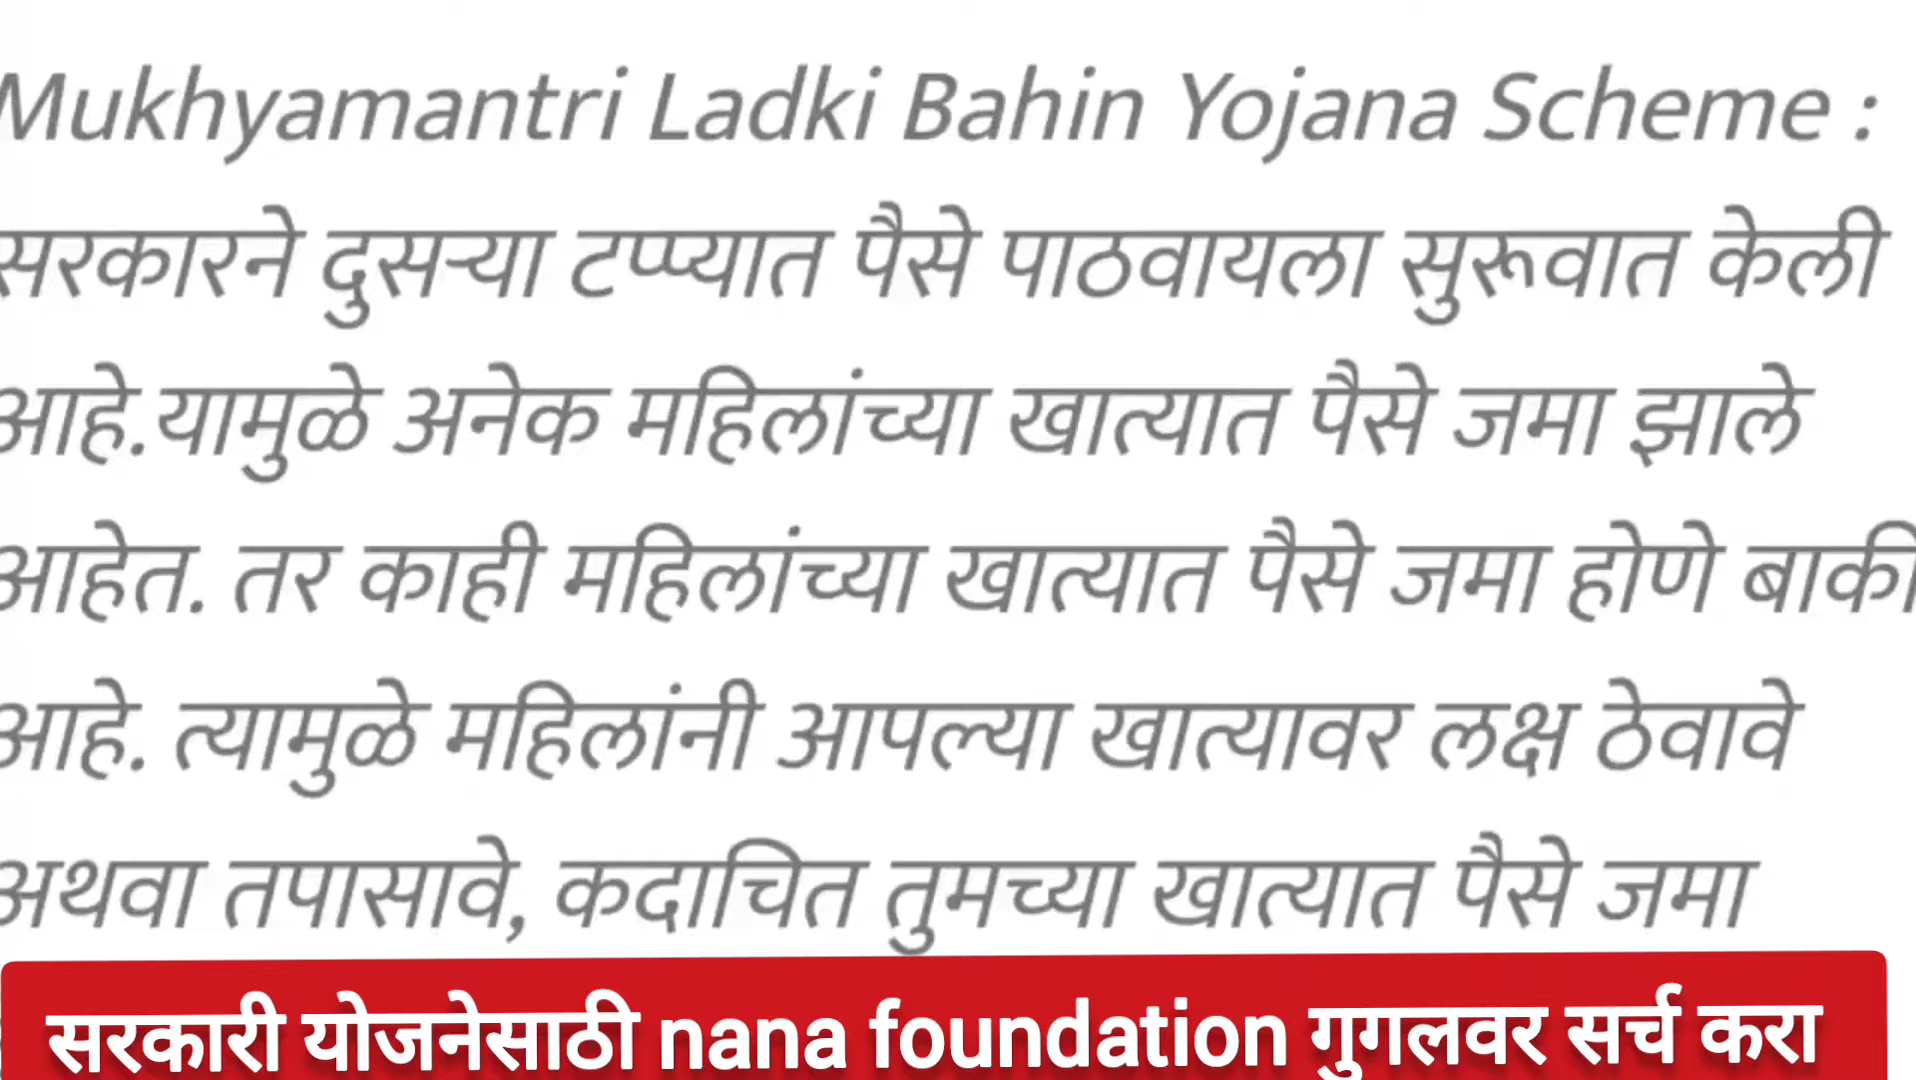 Mukhyamantri Ladki Bahin Yojana Scheme :
सरकारने दुसऱ्या टप्प्यात पैसे पाठवायला सुरूवात केली
आहे.यामुळे अनेक महिलांच्या खात्यात पैसे जमा झाले
आहेत. तर काही महिलांच्या खात्यात पैसे जमा होणे बाकी
आहे. त्यामुळे महिलांनी आपल्या खात्यावर लक्ष ठेवावे
अथवा तपासावे, कदाचित तुमच्या खात्यात पैसे जमा
सरकारी योजनेसाठी nana foundation गुगलवर सर्च करा